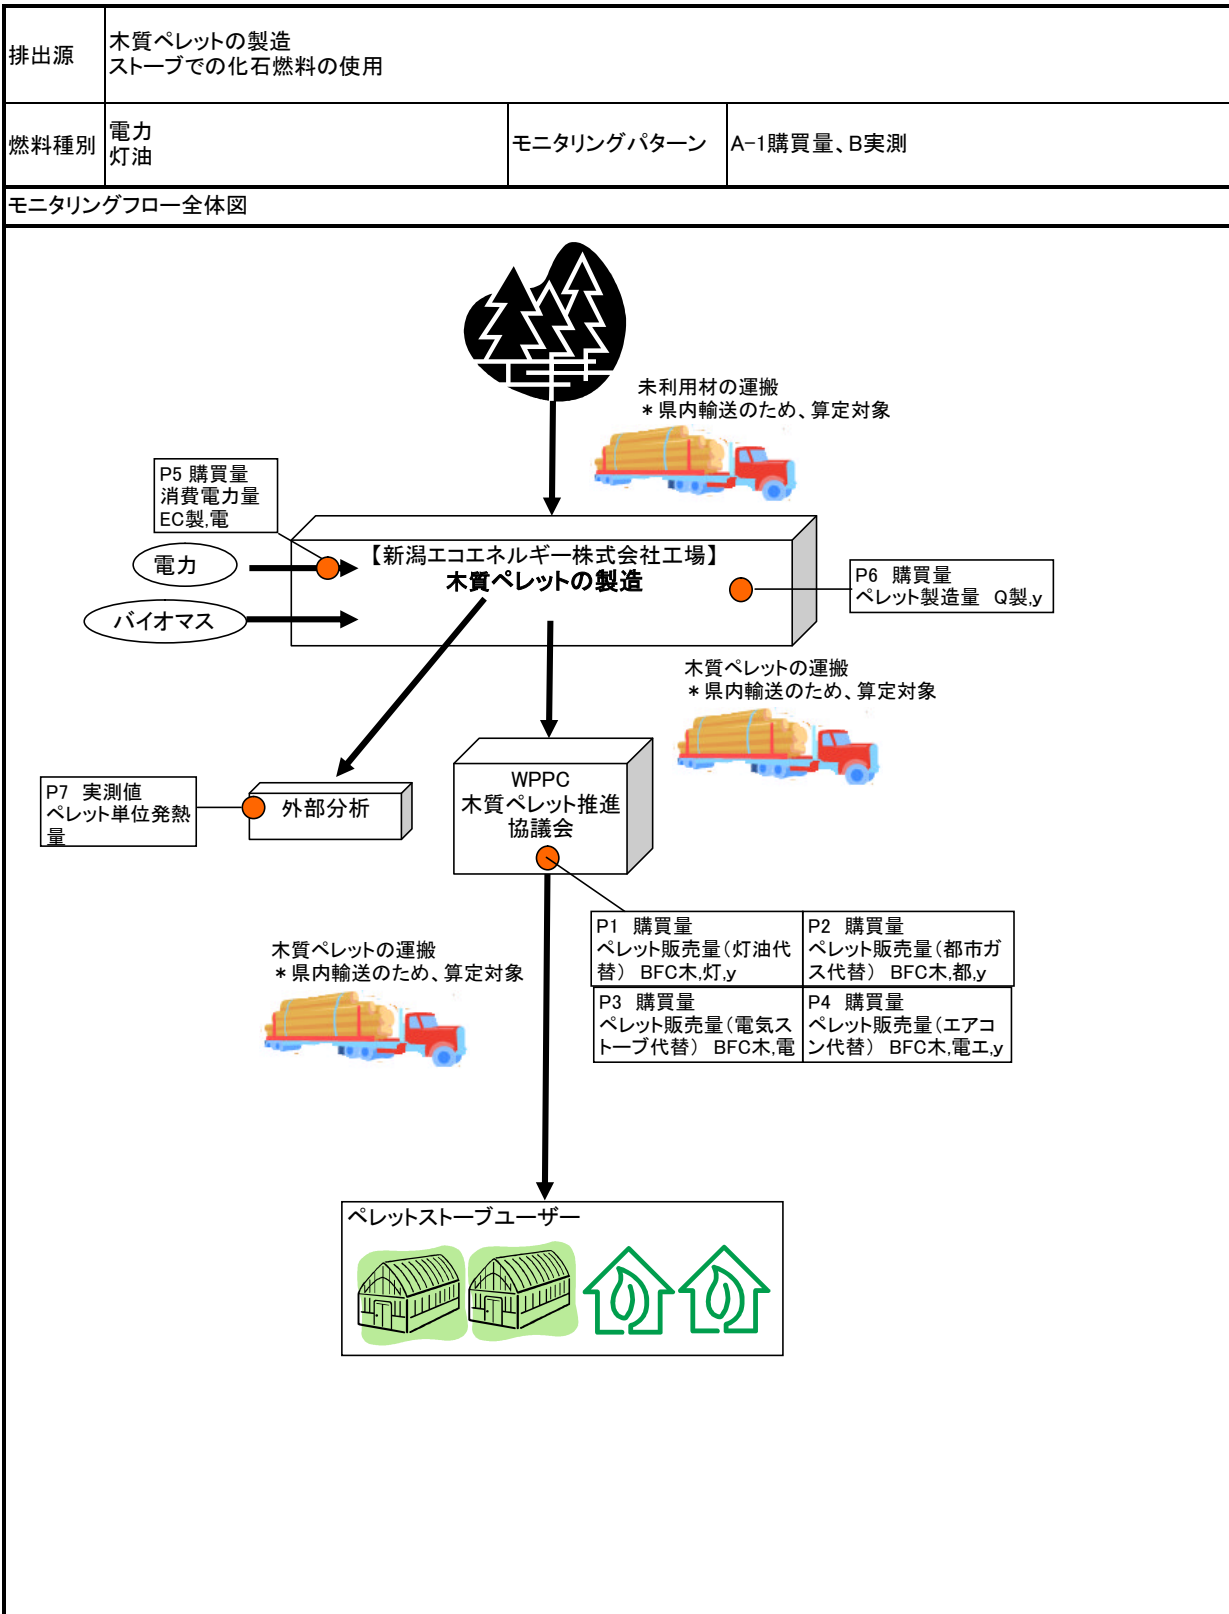 排出源
木質ペレットの製造
ストーブでの化石燃料の使用
燃料種別
電力
灯油
モニタリングパターン
A-1購買量、B実測
モニタリングフロー全体図
未利用材の運搬
＊県内輸送のため、算定対象
P5 購買量
消費電力量
EC製,電
電力
バイオマス
【新潟エコエネルギー株式会社工場】
木質ペレットの製造
P6 購買量
ペレット製造量 Q製,y
木質ペレットの運搬
＊県内輸送のため、算定対象
P7 実測値
ペレット単位発熱
量
外部分析
WPPC
木質ペレット推進
協議会
P1 購買量
ペレット販売量（灯油代
替） BFC木,灯,y
P2 購買量
ペレット販売量（都市ガ
ス代替） BFC木,都,y
P3 購買量
ペレット販売量（電気ス
トーブ代替） BFC木,電
P4 購買量
ペレット販売量（エアコ
ン代替） BFC木,電エ,y
木質ペレットの運搬
＊県内輸送のため、算定対象
ペレットストーブユーザー